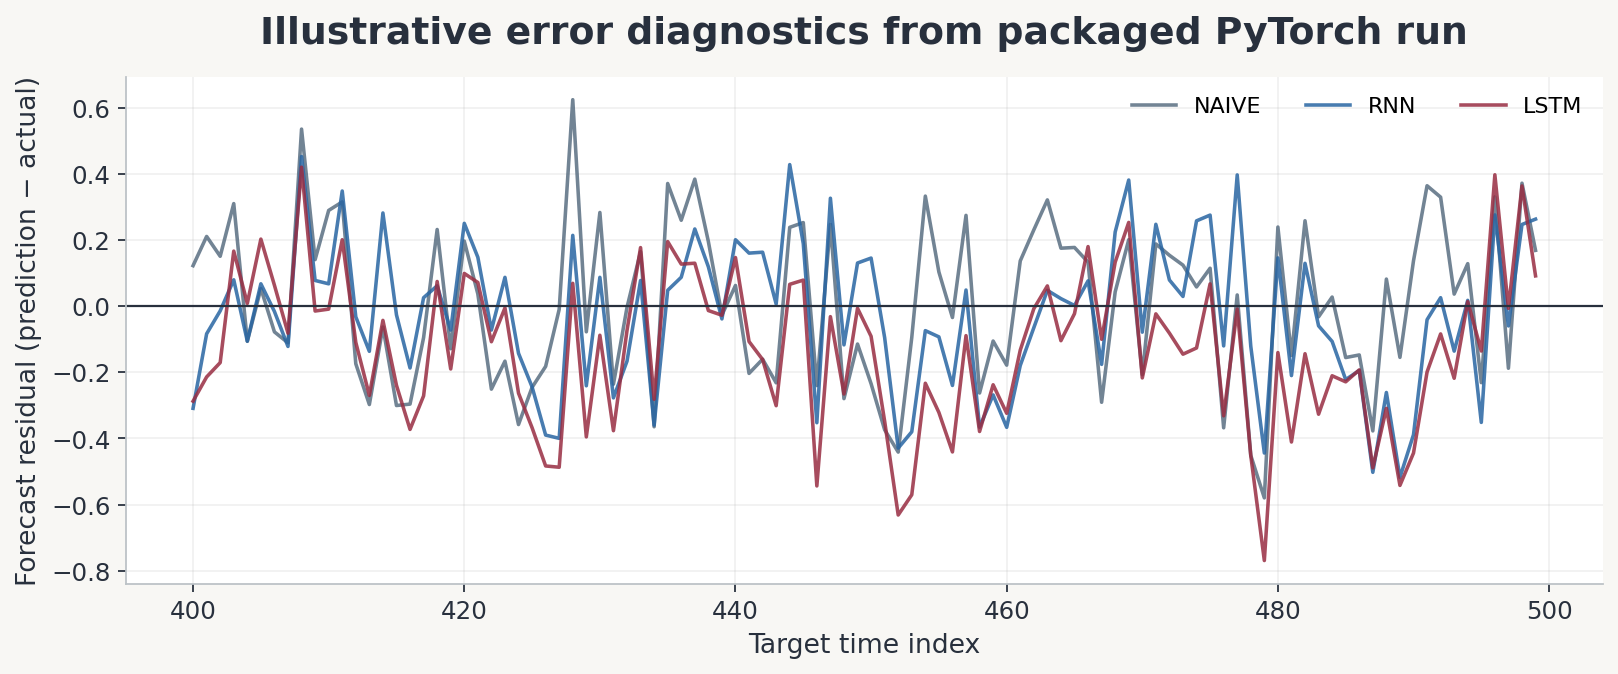 Illustrative error diagnostics from packaged PyTorch run
Forecast residual (prediction − actual)
0.6
0.4
0.2
0.0
−0.2
−0.4
−0.6
−0.8
NAIVE RNN LSTM
400 420 440 460 480 500
Target time index